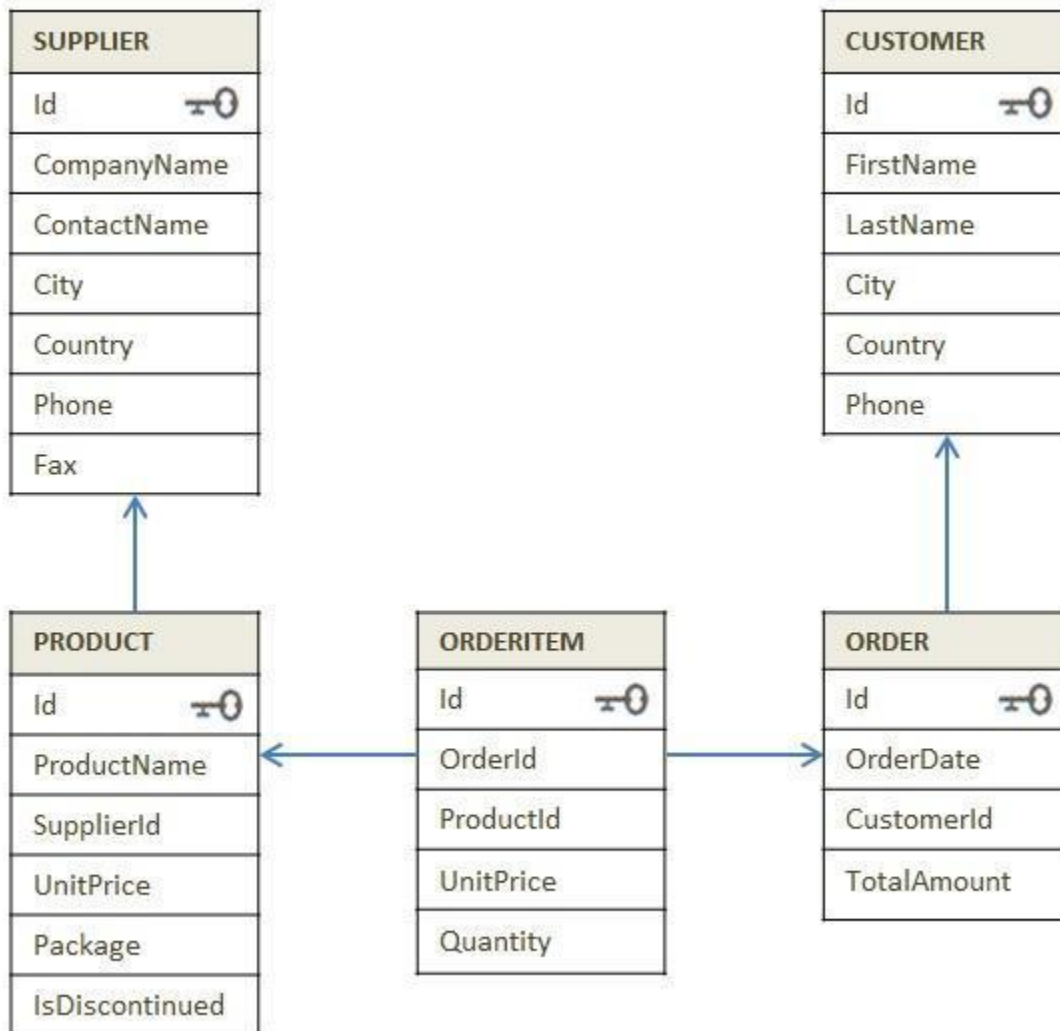 SUPPLIER
Id
CompanyName
ContactName
City
Country
Phone
Fax
CUSTOMER
Id
FirstName
LastName
City
Country
Phone
PRODUCT
Id
ProductName
SupplierId
UnitPrice
Package
IsDiscontinued
ORDERITEM
Id
OrderId
ProductId
UnitPrice
Quantity
ORDER
Id
OrderDate
CustomerId
TotalAmount